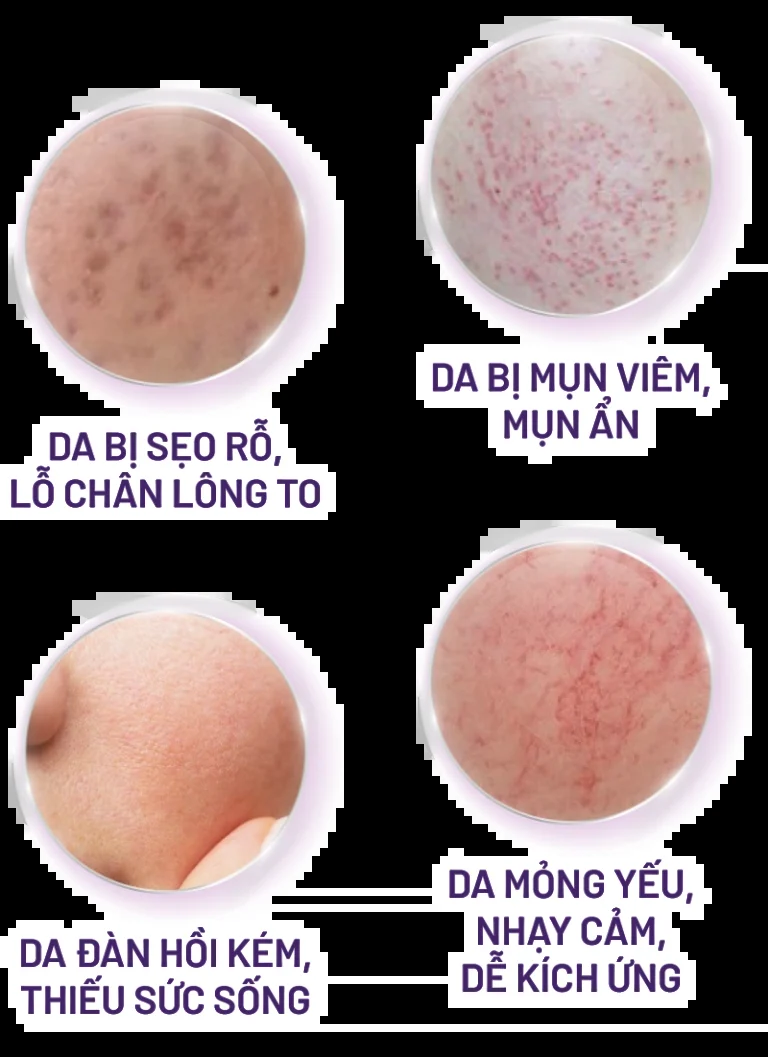 DA BỊ SẸO RỖ,
LỖ CHÂN LÔNG TO
DA BỊ MỤN VIÊM,
MỤN ẨN
DA ĐÀN HỒI KÉM,
THIẾU SỨC SỐNG
DA MỎNG YẾU,
NHẠY CẢM,
DỄ KÍCH ỨNG